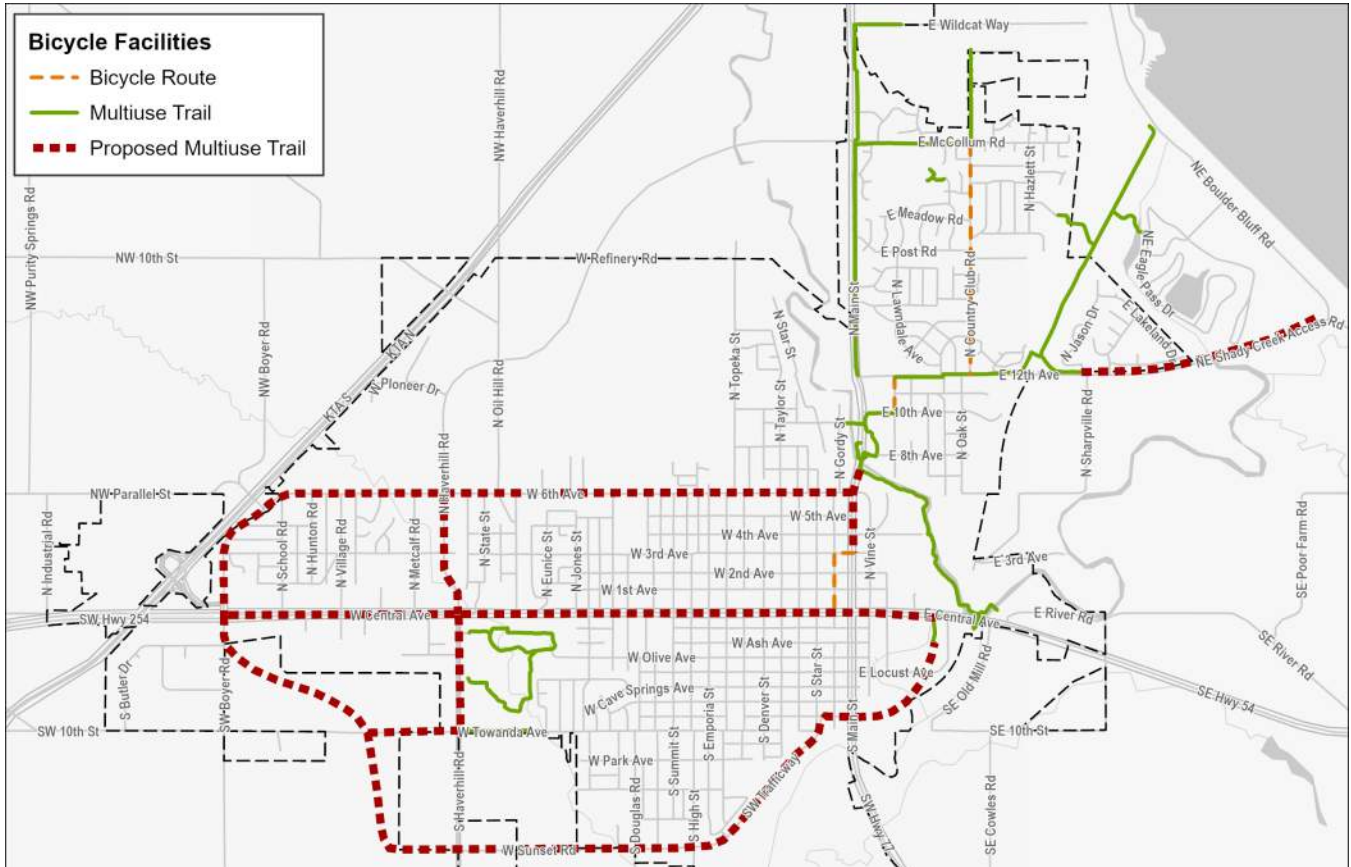 Bicycle Facilities
Bicycle Route
Multiuse Trail
Proposed Multiuse Trail
E Wildcat Way
NW Haverhill Rd
E McCollum Rd
N Hazlett St
NE Boulder Bluff Rd
NW Purity Springs Rd
E Meadow Rd
NW 10th St
W Refinery Rd
E Post Rd
N Main St
N Lawndale Ave
N Country Club Rd
NE Eagle Pass Dr
E Lakeland Dr
N Jason Dr
NE Shady Creek Access Rd
NW Boyer Rd
KTA N
KTA S
W Pioneer Dr
N Oil Hill Rd
N Topeka St
N Star St
N Taylor St
E 12th Ave
E 10th Ave
N Gordy St
E 8th Ave
N Oak St
N Sharpville Rd
N Haverhill Rd
NW Parallel St
W 6th Ave
N Industrial Rd
N School Rd
N Hunton Rd
N Village Rd
N Metcalf Rd
N State St
N Eunice St
N Jones St
W 5th Ave
W 4th Ave
W 3rd Ave
W 2nd Ave
W 1st Ave
N Vine St
E 3rd Ave
SE Poor Farm Rd
SW Hwy 254
W Central Ave
E Central Ave
E River Rd
SE River Rd
S Butler Dr
SW Boyer Rd
W Olive Ave
W Ash Ave
W Cave Springs Ave
S Star St
E Locust Ave
SE Old Mill Rd
SE Hwy 54
SW 10th St
W Towanda Ave
SE 10th St
S Main St
S Denver St
S Emporia St
S Summit St
W Park Ave
S Haverhill Rd
S Douglas Rd
S High St
SW Trafficway
SW Hwy 77
SE Cowles Rd
W Sunset Rd